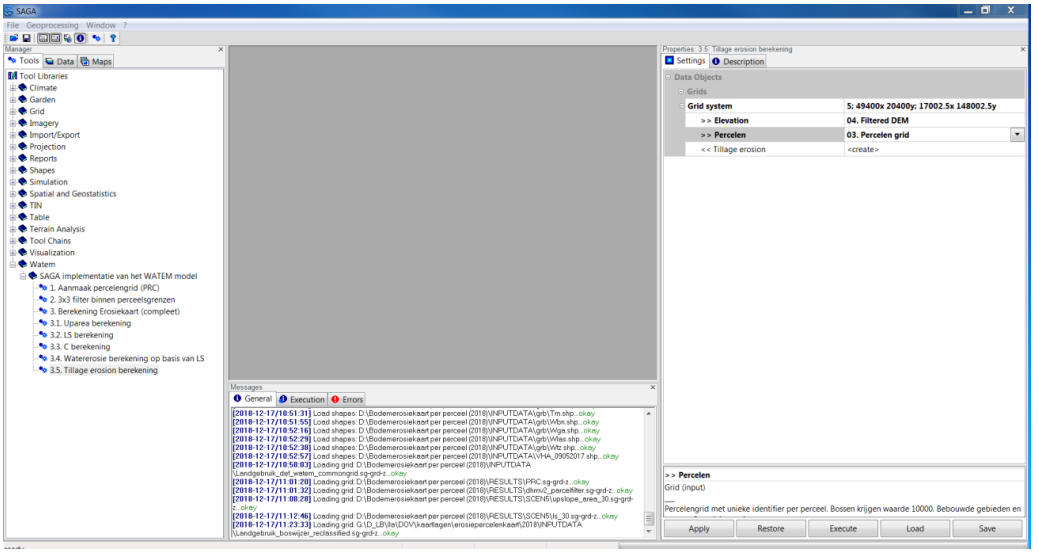 SAGA
File Geoprocessing Window ?
Manager
Tools Data Maps
Tool Libraries
Climate
Garden
Grid
Imagery
Import/Export
Projection
Reports
Shapes
Simulation
Spatial and Geostatistics
TIN
Table
Terrain Analysis
Tool Chains
Visualization
Watem
SAGA implementatie van het WATEM model
1. Aanmaak percelengrid (PRC)
2. 3x3 filter binnen perceelsgrenzen
3. Berekening Erosiekaart (compleet)
3.1. Uparea berekening
3.2. LS berekening
3.3. C berekening
3.4. Watererosie berekening op basis van LS
3.5. Tillage erosion berekening
Messages
General Execution Errors
[2018-12-17/10:51:31] Load shapes: D:\Bodemerosiekaart per perceel (2018)\INPUTDATA\grb\Trn.shp...okay
[2018-12-17/10:51:55] Load shapes: D:\Bodemerosiekaart per perceel (2018)\INPUTDATA\grb\Wbn.shp...okay
[2018-12-17/10:52:16] Load shapes: D:\Bodemerosiekaart per perceel (2018)\INPUTDATA\grb\Wga.shp...okay
[2018-12-17/10:52:29] Load shapes: D:\Bodemerosiekaart per perceel (2018)\INPUTDATA\grb\Wlas.shp...okay
[2018-12-17/10:52:38] Load shapes: D:\Bodemerosiekaart per perceel (2018)\INPUTDATA\grb\Wtz.shp...okay
[2018-12-17/10:52:57] Load shapes: D:\Bodemerosiekaart per perceel (2018)\INPUTDATA\VHA_09052017.shp...okay
[2018-12-17/10:58:03] Loading grid: D:\Bodemerosiekaart per perceel (2018)\INPUTDATA
\Landgebruik_def_watem_commongrid.sg-grd-z...okay
[2018-12-17/11:01:20] Loading grid: D:\Bodemerosiekaart per perceel (2018)\RESULTS\PRC.sg-grd-z...okay
[2018-12-17/11:01:32] Loading grid: D:\Bodemerosiekaart per perceel (2018)\RESULTS\dhmv2_parcelfilter.sg-grd-z...okay
[2018-12-17/11:08:28] Loading grid: D:\Bodemerosiekaart per perceel (2018)\RESULTS\SCEN5\upslope_area_30.sg-grd-
z...okay
[2018-12-17/11:12:46] Loading grid: D:\Bodemerosiekaart per perceel (2018)\RESULTS\SCEN5\ls_30.sg-grd-z...okay
[2018-12-17/11:23:33] Loading grid: G:\D_LB\lla\DOV\kaartlagen\erosiepercelenkaart\2018\INPUTDATA
\Landgebruik_boswijzer_reclassified.sg-grd-z...okay
Properties: 3.5. Tillage erosion berekening
Settings Description
Data Objects
Grids
Grid system 5; 49400x 20400y; 17002.5x 148002.5y
>> Elevation 04. Filtered DEM
>> Percelen 03. Percelen grid
<< Tillage erosion <create>
>> Percelen
Grid (input)
Percelengrid met unieke identifier per perceel. Bossen krijgen waarde 10000. Bebouwde gebieden en
Apply Restore Execute Load Save